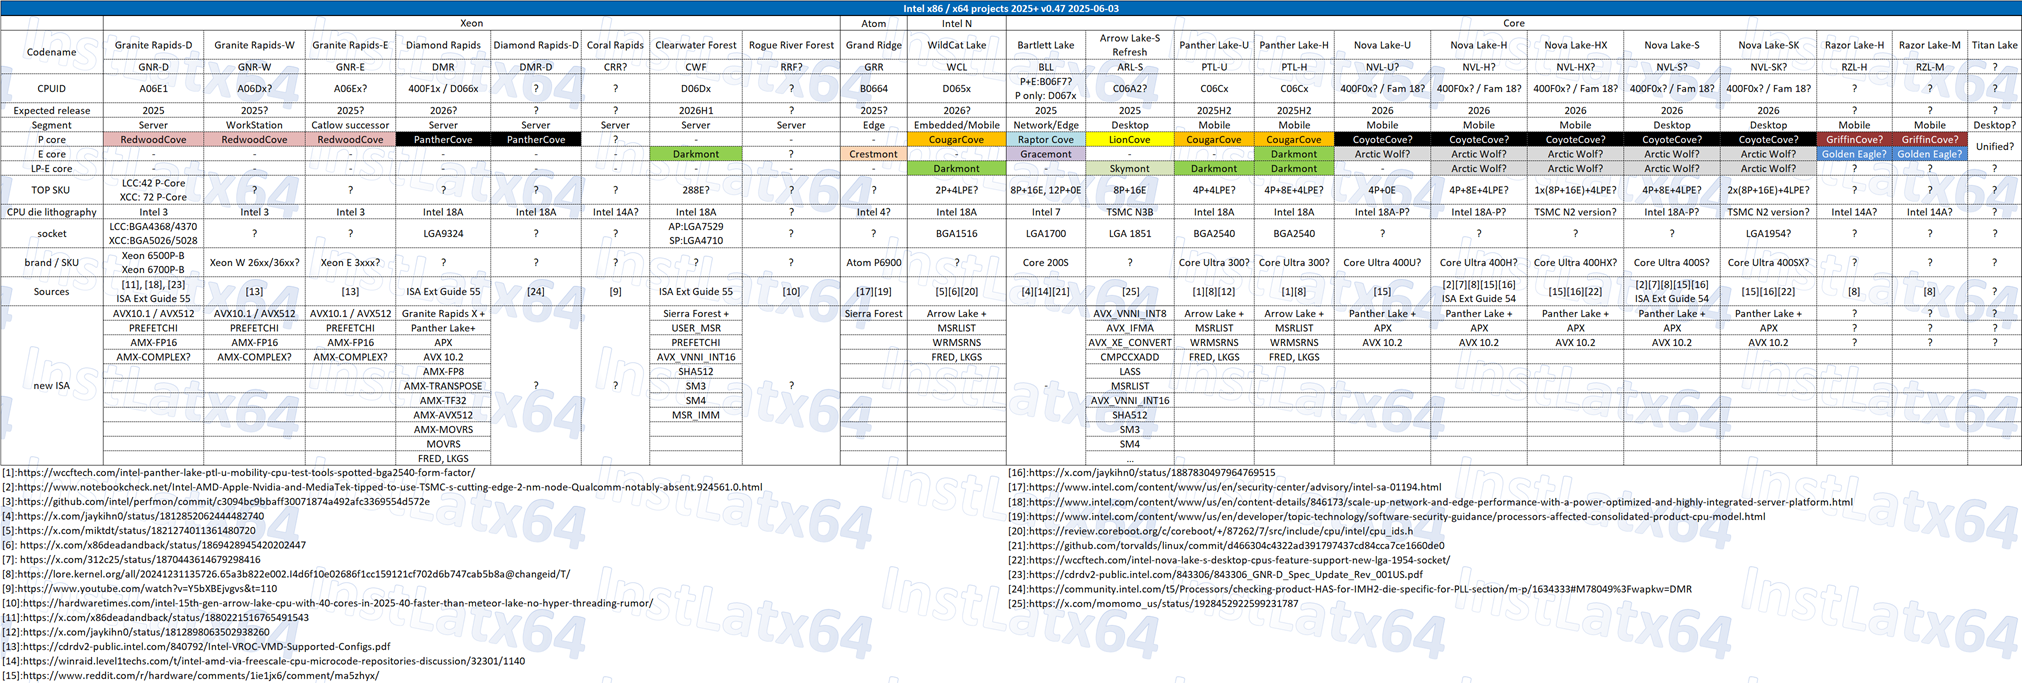 Intel x86 / x64 projects 2025+ v0.47 2025-06-03
Xeon Atom Intel N Core
Codename Granite Rapids-D Granite Rapids-W Granite Rapids-E Diamond Rapids Diamond Rapids-D Coral Rapids Clearwater Forest Rogue River Forest Grand Ridge WildCat Lake Bartlett Lake Arrow Lake-S Refresh Panther Lake-U Panther Lake-H Nova Lake-U Nova Lake-H Nova Lake-HX Nova Lake-S Nova Lake-SK Razor Lake-H Razor Lake-M Titan Lake
GNR-D GNR-W GNR-E DMR DMR-D CRR? CWF RRF? GRR WCL BLL ARL-S PTL-U PTL-H NVL-U? NVL-H? NVL-HX? NVL-S? NVL-SK? RZL-H RZL-M ?
CPUID A06E1 A06Dx? A06Ex? 400F1x / D066x ? ? D06Dx ? B0664 D065x P+E:B06F7? P only: D067x C06A2? C06Cx C06Cx 400F0x? / Fam 18? 400F0x? / Fam 18? 400F0x? / Fam 18? 400F0x? / Fam 18? 400F0x? / Fam 18? ? ? ?
Expected release 2025 2025? 2025? 2026? ? ? 2026H1 ? 2025? 2026? 2025 2025 2025H2 2025H2 2026 2026 2026 2026 2026 ? ? ?
Segment Server WorkStation Catlow successor Server Server Server Server Server Edge Embedded/Mobile Network/Edge Desktop Mobile Mobile Mobile Mobile Mobile Desktop Desktop Mobile Mobile Desktop?
P core RedwoodCove RedwoodCove RedwoodCove PantherCove PantherCove ? - - - CougarCove Raptor Cove LionCove CougarCove CougarCove CoyoteCove? CoyoteCove? CoyoteCove? CoyoteCove? CoyoteCove? GriffinCove? GriffinCove? Unified?
E core - - - - - - Darkmont ? Crestmont - Gracemont - - Darkmont Arctic Wolf? Arctic Wolf? Arctic Wolf? Arctic Wolf? Arctic Wolf? Golden Eagle? Golden Eagle?
LP-E core - - - - - - - - - Darkmont - Skymont Darkmont Darkmont - Arctic Wolf? Arctic Wolf? Arctic Wolf? Arctic Wolf? ? ? ?
TOP SKU LCC:42 P-Core XCC: 72 P-Core ? ? ? ? ? 288E? ? ? 2P+4LPE? 8P+16E, 12P+0E 8P+16E 4P+4LPE? 4P+8E+4LPE? 4P+0E 4P+8E+4LPE? 1x(8P+16E)+4LPE? 4P+8E+4LPE? 2x(8P+16E)+4LPE? ? ? ?
CPU die lithography Intel 3 Intel 3 Intel 3 Intel 18A Intel 18A Intel 14A? Intel 18A ? Intel 4? Intel 18A Intel 7 TSMC N3B Intel 18A Intel 18A Intel 18A-P? Intel 18A-P? TSMC N2 version? Intel 18A-P? TSMC N2 version? Intel 14A? Intel 14A? ?
socket LCC:BGA4368/4370 XCC:BGA5026/5028 ? ? LGA9324 ? ? AP:LGA7529 SP:LGA4710 ? ? BGA1516 LGA1700 LGA 1851 BGA2540 BGA2540 ? ? ? ? LGA1954? ? ? ?
brand / SKU Xeon 6500P-B Xeon 6700P-B Xeon W 26xx/36xx? Xeon E 3xxx? ? ? ? ? ? Atom P6900 ? Core 200S ? Core Ultra 300? Core Ultra 300? Core Ultra 400U? Core Ultra 400H? Core Ultra 400HX? Core Ultra 400S? Core Ultra 400SX? ? ? ?
Sources [11], [18], [23] ISA Ext Guide 55 [13] [13] ISA Ext Guide 55 [24] [9] ISA Ext Guide 55 [10] [17][19] [5][6][20] [4][14][21] [25] [1][8][12] [1][8] [15] [2][7][8][15][16] ISA Ext Guide 54 [15][16][22] [2][7][8][15][16] ISA Ext Guide 54 [15][16][22] [8] [8] ?
AVX10.1 / AVX512 AVX10.1 / AVX512 AVX10.1 / AVX512 Granite Rapids X + Sierra Forest + Sierra Forest Arrow Lake + AVX_VNNI_INT8 Arrow Lake + Arrow Lake + Panther Lake + Panther Lake + Panther Lake + Panther Lake + Panther Lake + ? ? ?
PREFETCHI PREFETCHI PREFETCHI Panther Lake+ USER_MSR MSRLIST AVX_IFMA MSRLIST MSRLIST APX APX APX APX APX ? ? ?
AMX-FP16 AMX-FP16 AMX-FP16 APX PREFETCHI WRMSRNS AVX_XE_CONVERT WRMSRNS WRMSRNS AVX 10.2 AVX 10.2 AVX 10.2 AVX 10.2 AVX 10.2 ? ? ?
AMX-COMPLEX? AMX-COMPLEX? AMX-COMPLEX? AVX 10.2 AVX_VNNI_INT16 FRED, LKGS CMPCCXADD FRED, LKGS FRED, LKGS
AMX-FP8 SHA512 LASS
new ISA AMX-TRANSPOSE ? ? SM3 ? - MSRLIST
AMX-TF32 SM4 AVX_VNNI_INT16
AMX-AVX512 MSR_IMM SHA512
AMX-MOVRS SM3
MOVRS SM4
FRED, LKGS ...
[1]:https://wccftech.com/intel-panther-lake-ptl-u-mobility-cpu-test-tools-spotted-bga2540-form-factor/
[2]:https://www.notebookcheck.net/Intel-AMD-Apple-Nvidia-and-MediaTek-tipped-to-use-TSMC-s-cutting-edge-2-nm-node-Qualcomm-notably-absent.924561.0.html
[3]:https://github.com/intel/perfmon/commit/c3094bc9bbaff30071874a492afc3369554d572e
[4]:https://x.com/jaykihn0/status/1812852062444482740
[5]:https://x.com/miktdt/status/1821274011361480720
[6]: https://x.com/x86deadandback/status/1869428945420202447
[7]: https://x.com/312c25/status/1870443614679298416
[8]:https://lore.kernel.org/all/20241231135726.65a3b822e002.I4d6f10e02686f1cc159121cf702d6b747cab5b8a@changeid/T/
[9]:https://www.youtube.com/watch?v=Y5bXBEjvgvs&t=110
[10]:https://hardwaretimes.com/intel-15th-gen-arrow-lake-cpu-with-40-cores-in-2025-40-faster-than-meteor-lake-no-hyper-threading-rumor/
[11]:https://x.com/x86deadandback/status/1880221516765491543
[12]:https://x.com/jaykihn0/status/1812898063502938260
[13]:https://cdrdv2-public.intel.com/840792/Intel-VROC-VMD-Supported-Configs.pdf
[14]:https://winraid.level1techs.com/t/intel-amd-via-freescale-cpu-microcode-repositories-discussion/32301/1140
[15]:https://www.reddit.com/r/hardware/comments/1ie1jx6/comment/ma5zhyx/
[16]:https://x.com/jaykihn0/status/1887830497964769515
[17]:https://www.intel.com/content/www/us/en/security-center/advisory/intel-sa-01194.html
[18]:https://www.intel.com/content/www/us/en/content-details/846173/scale-up-network-and-edge-performance-with-a-power-optimized-and-highly-integrated-server-platform.html
[19]:https://www.intel.com/content/www/us/en/developer/topic-technology/software-security-guidance/processors-affected-consolidated-product-cpu-model.html
[20]:https://review.coreboot.org/c/coreboot/+/87262/7/src/include/cpu/intel/cpu_ids.h
[21]:https://github.com/torvalds/linux/commit/d466304c4322ad391797437cd84cca7ce1660de0
[22]:https://wccftech.com/intel-nova-lake-s-desktop-cpus-feature-support-new-lga-1954-socket/
[23]:https://cdrdv2-public.intel.com/843306/843306_GNR-D_Spec_Update_Rev_001US.pdf
[24]:https://community.intel.com/t5/Processors/checking-product-HAS-for-IMH2-die-specific-for-PLL-section/m-p/1634333#M78049%3Fwapkw=DMR
[25]:https://x.com/momomo_us/status/1928452922599231787
InstLatx64